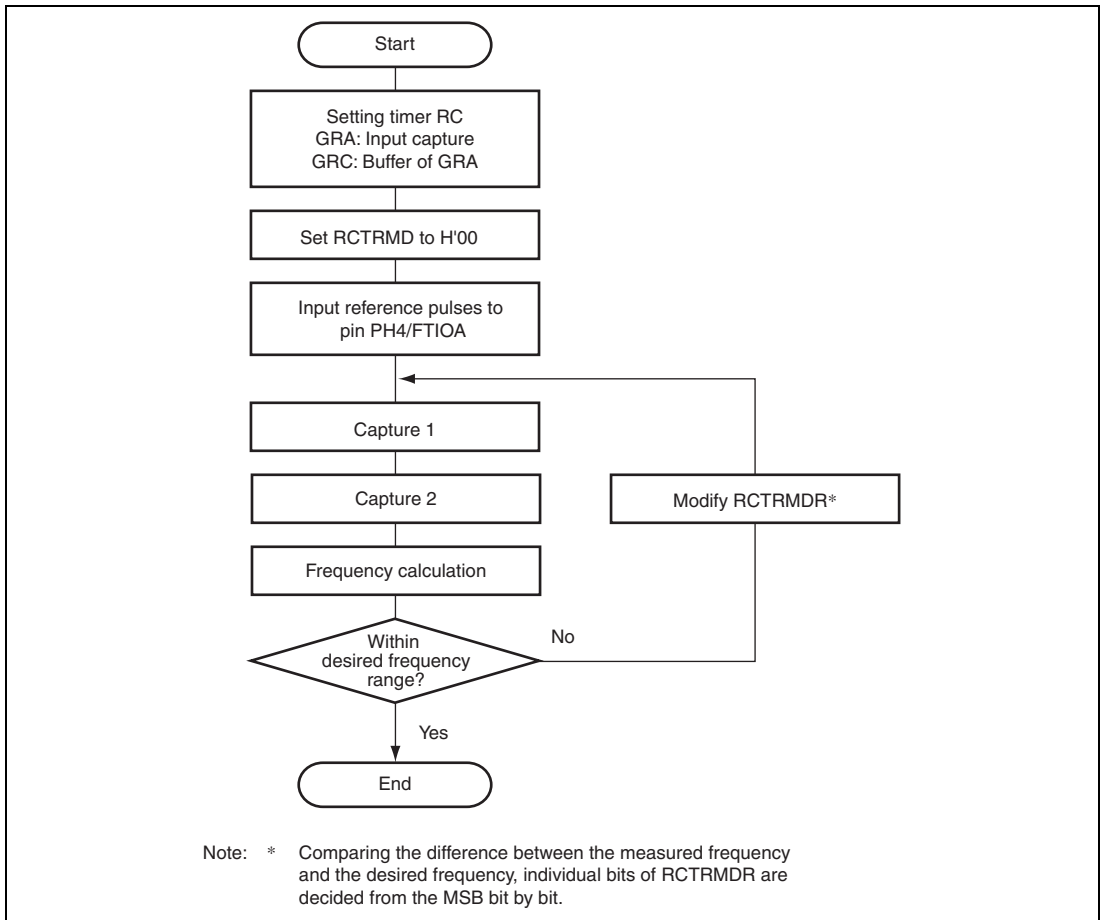 Start
Setting timer RC
GRA: Input capture
GRC: Buffer of GRA
Set RCTRMD to H'00
Input reference pulses to
pin PH4/FTIOA
Capture 1
Capture 2
Modify RCTRMDR*
Frequency calculation
Within
desired frequency
range?
No
Yes
End
Note: * Comparing the difference between the measured frequency
and the desired frequency, individual bits of RCTRMDR are
decided from the MSB bit by bit.